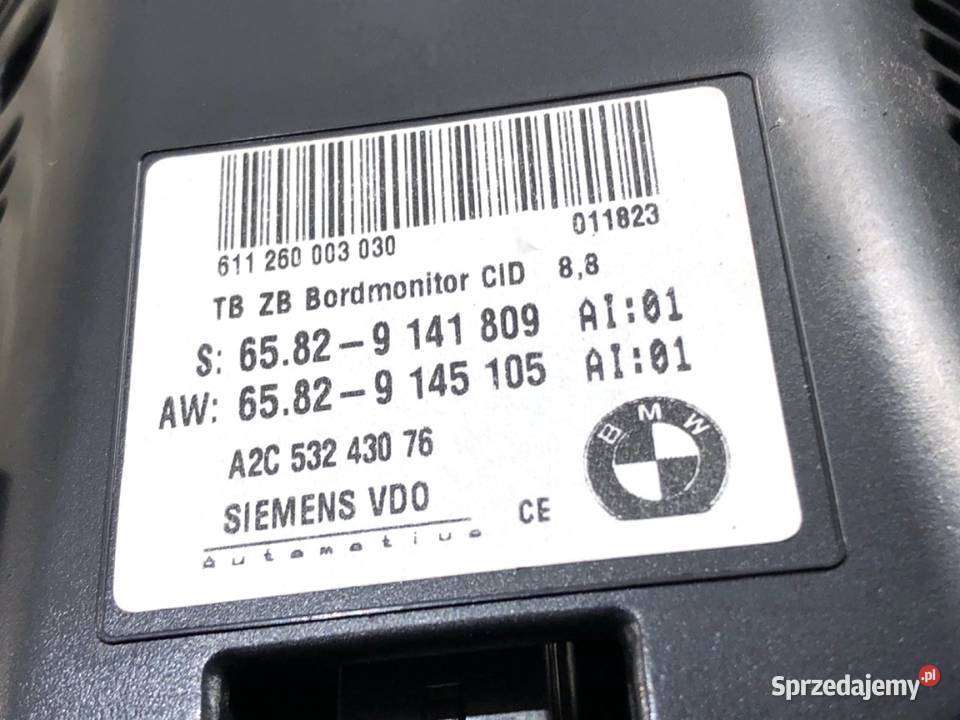 611 260 003 030 011823
TB ZB Bordmonitor CID 8,8
S: 65.82-9 141 809 AI:01
AW: 65.82-9 145 105 AI:01
A2C 532 430 76
BMW
SIEMENS VDO CE
Automotive
Sprzedajemy.pl